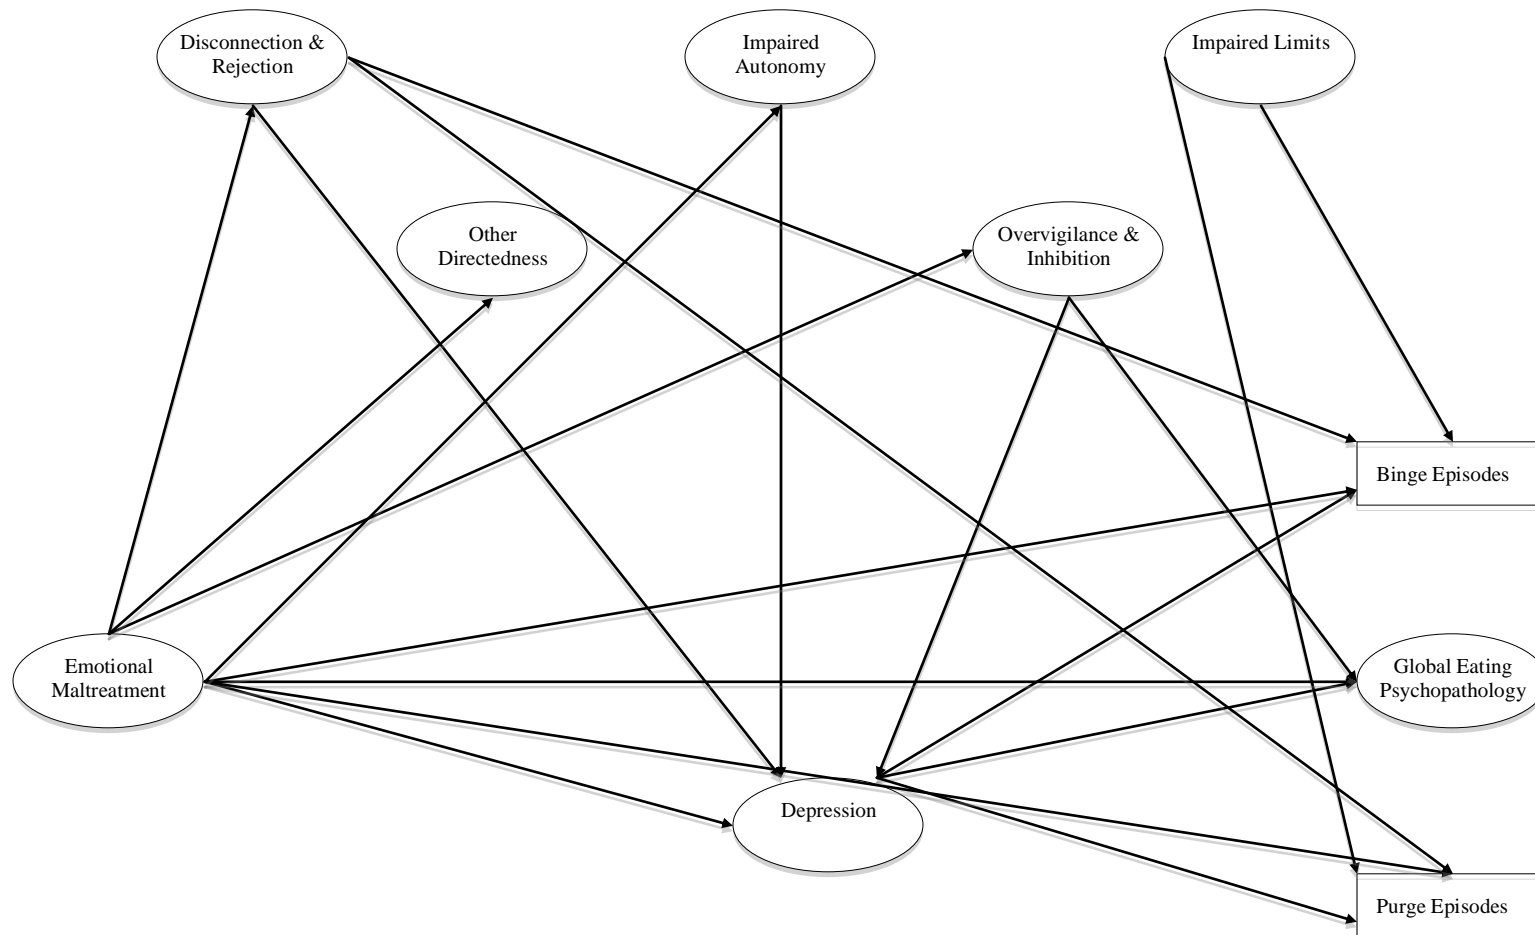 Disconnection &
Rejection
Impaired
Autonomy
Impaired Limits
Other
Directedness
Overvigilance &
Inhibition
Binge Episodes
Emotional
Maltreatment
Global Eating
Psychopathology
Depression
Purge Episodes